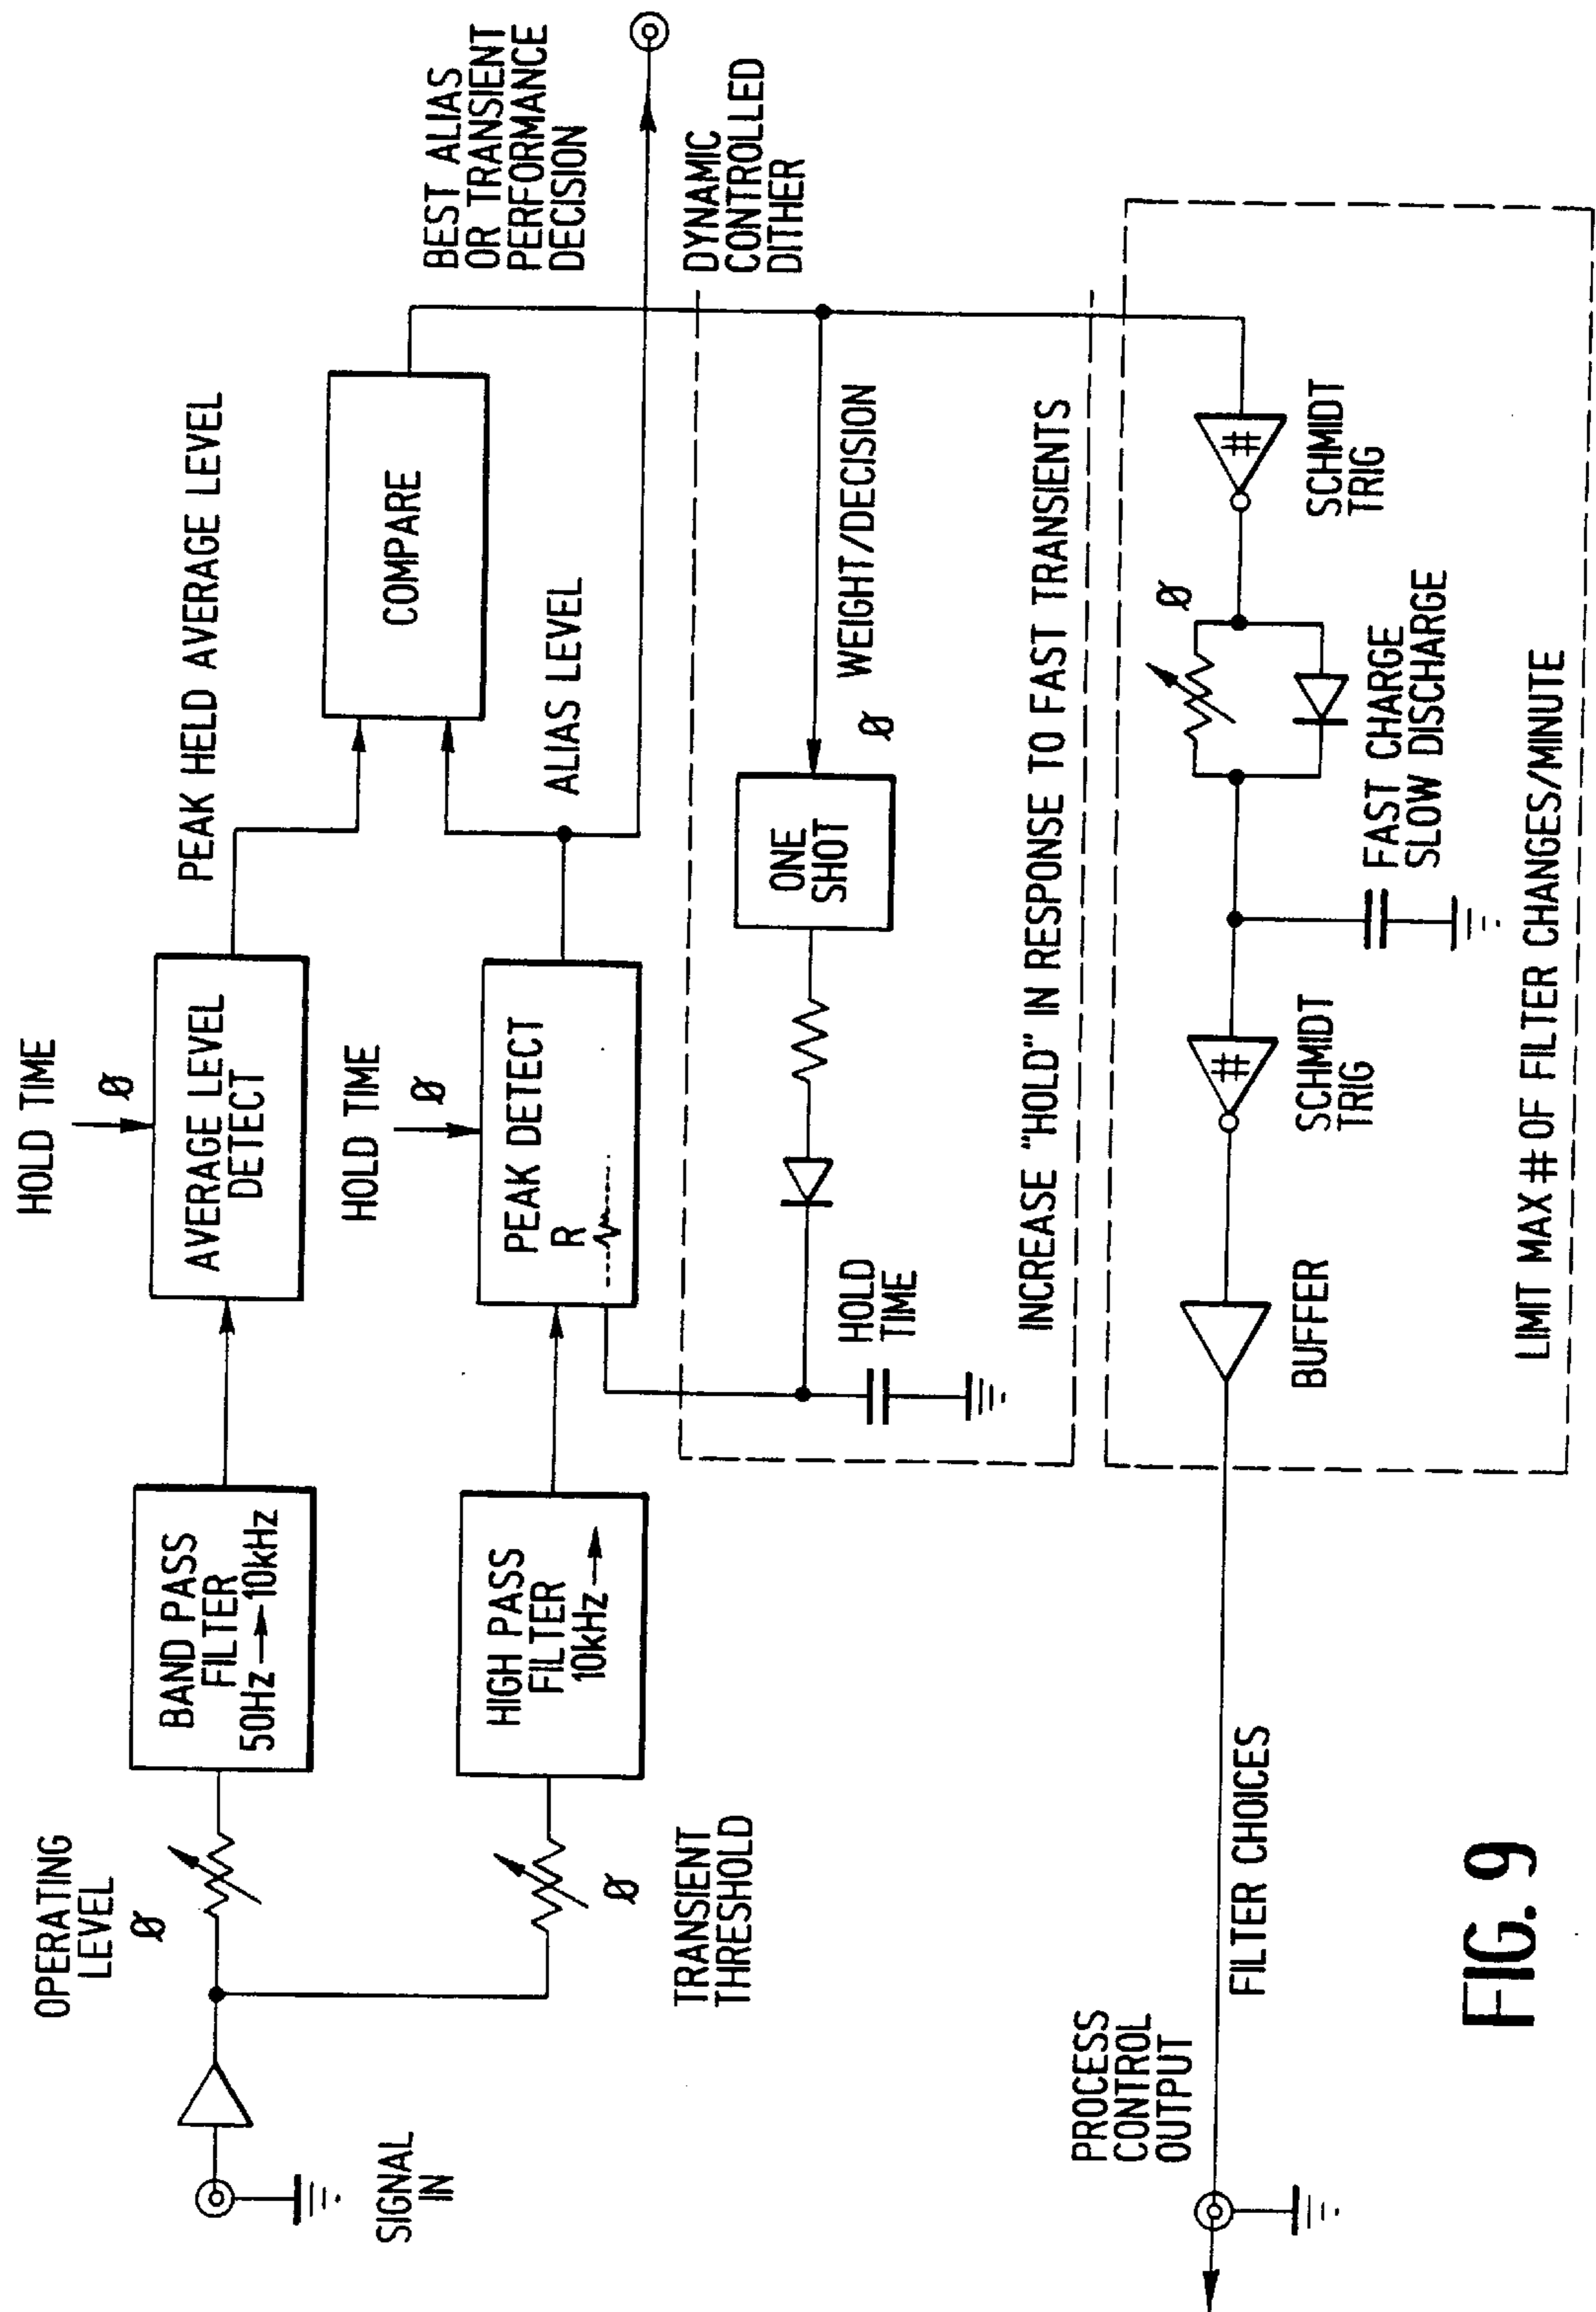 HOLD TIME
Ø
OPERATING
LEVEL
Ø
BAND PASS
FILTER
50Hz → 10kHz
AVERAGE LEVEL
DETECT
PEAK HELD AVERAGE LEVEL
COMPARE
BEST ALIAS
OR TRANSIENT
PERFORMANCE
DECISION
SIGNAL
IN
HOLD TIME
Ø
TRANSIENT
THRESHOLD
Ø
HIGH PASS
FILTER
10kHz →
PEAK DETECT
R
ALIAS LEVEL
DYNAMIC
CONTROLLED
DITHER
HOLD
TIME
ONE
SHOT
Ø
WEIGHT/DECISION
INCREASE "HOLD" IN RESPONSE TO FAST TRANSIENTS
PROCESS
CONTROL
OUTPUT
FILTER CHOICES
BUFFER
#
SCHMIDT
TRIG
Ø
FAST CHARGE
SLOW DISCHARGE
#
SCHMIDT
TRIG
LIMIT MAX # OF FILTER CHANGES/MINUTE
FIG. 9